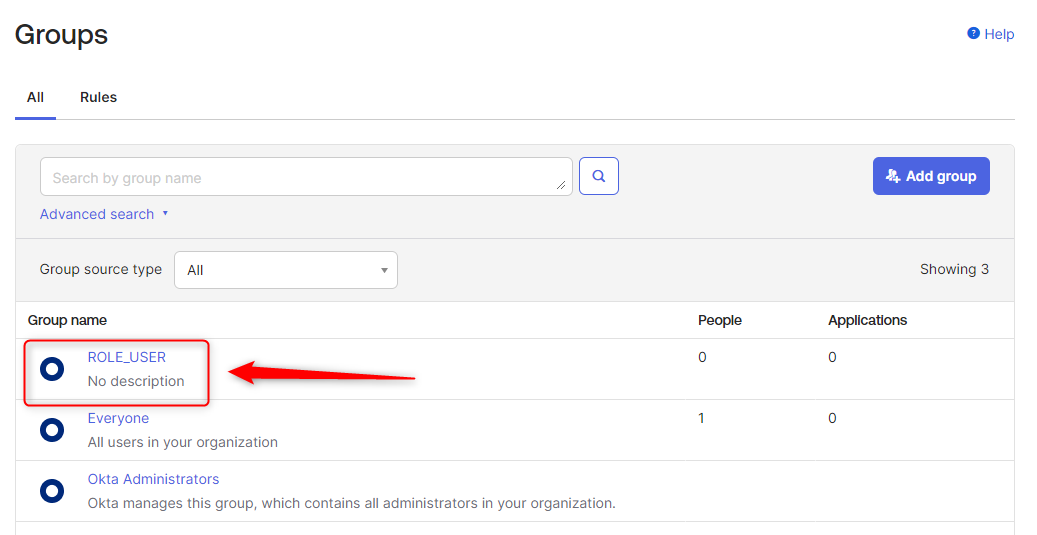 Groups
? Help
All Rules
Search by group name
Add group
Advanced search
Group source type All Showing 3
Group name People Applications
ROLE_USER 0 0
No description
Everyone 1 0
All users in your organization
Okta Administrators
Okta manages this group, which contains all administrators in your organization.